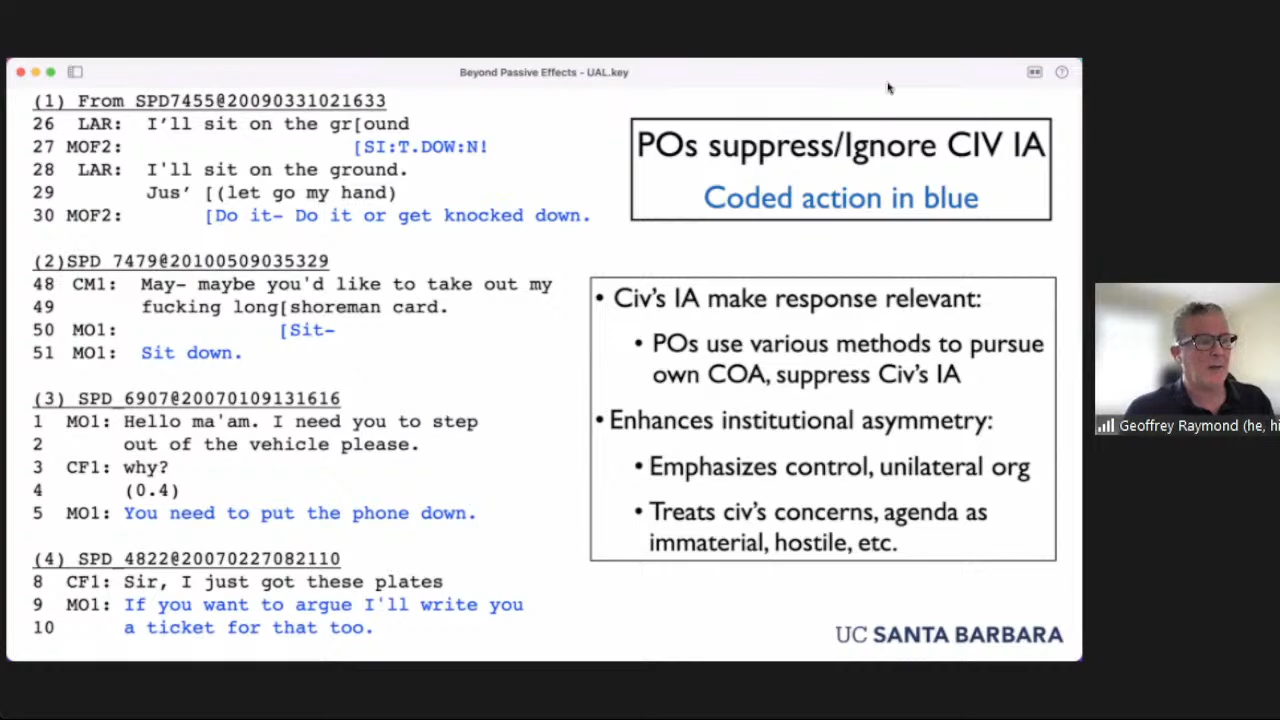 Beyond Passive Effects - UAL.key
(1) From SPD7455@20090331021633
26 LAR: I'll sit on the gr[ound
27 MOF2: [SI:T.DOW:N!
28 LAR: I'll sit on the ground.
29 Jus' [(let go my hand)
30 MOF2: [Do it- Do it or get knocked down.
(2)SPD_7479@20100509035329
48 CM1: May- maybe you'd like to take out my
49 fucking long[shoreman card.
50 MO1: [Sit-
51 MO1: Sit down.
(3) SPD_6907@20070109131616
1 MO1: Hello ma'am. I need you to step
2 out of the vehicle please.
3 CF1: why?
4 (0.4)
5 MO1: You need to put the phone down.
(4) SPD_4822@20070227082110
8 CF1: Sir, I just got these plates
9 MO1: If you want to argue I'll write you
10 a ticket for that too.
POs suppress/Ignore CIV IA
Coded action in blue
• Civ's IA make response relevant:
• POs use various methods to pursue
own COA, suppress Civ's IA
• Enhances institutional asymmetry:
• Emphasizes control, unilateral org
• Treats civ's concerns, agenda as
immaterial, hostile, etc.
UC SANTA BARBARA
Geoffrey Raymond (he, hi